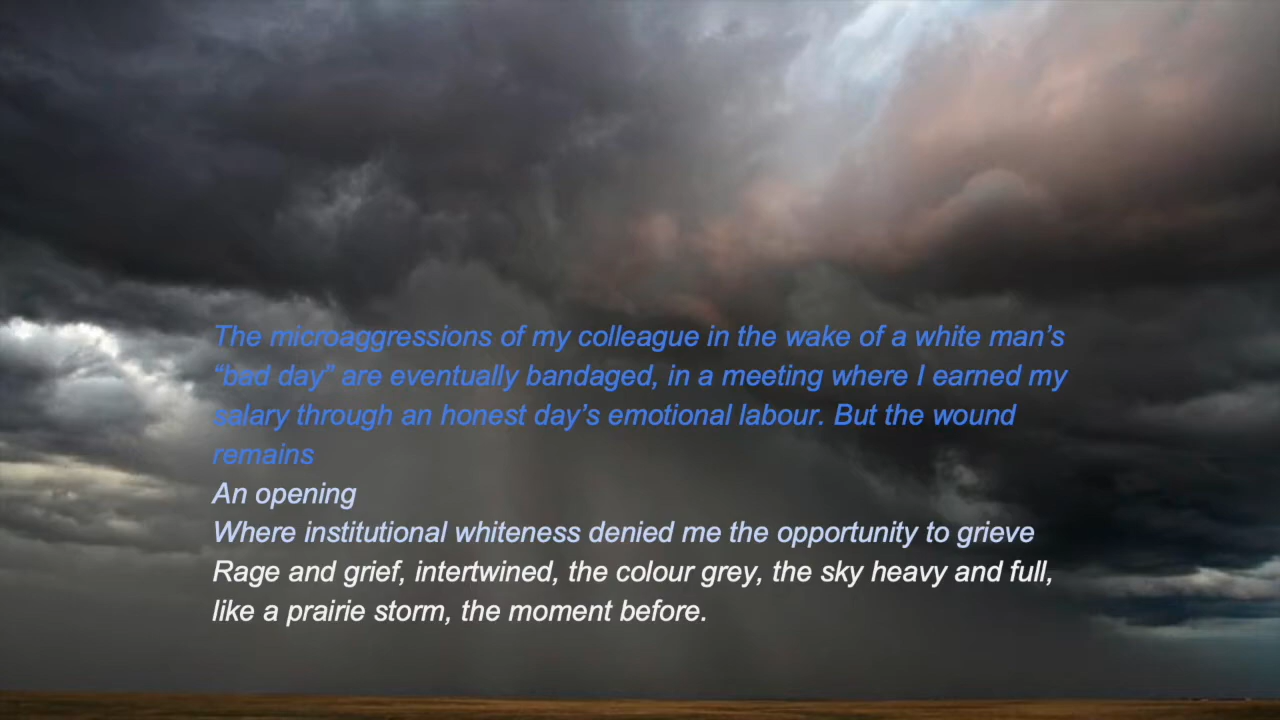 The microaggressions of my colleague in the wake of a white man’s
“bad day” are eventually bandaged, in a meeting where I earned my
salary through an honest day’s emotional labour. But the wound
remains
An opening
Where institutional whiteness denied me the opportunity to grieve
Rage and grief, intertwined, the colour grey, the sky heavy and full,
like a prairie storm, the moment before.